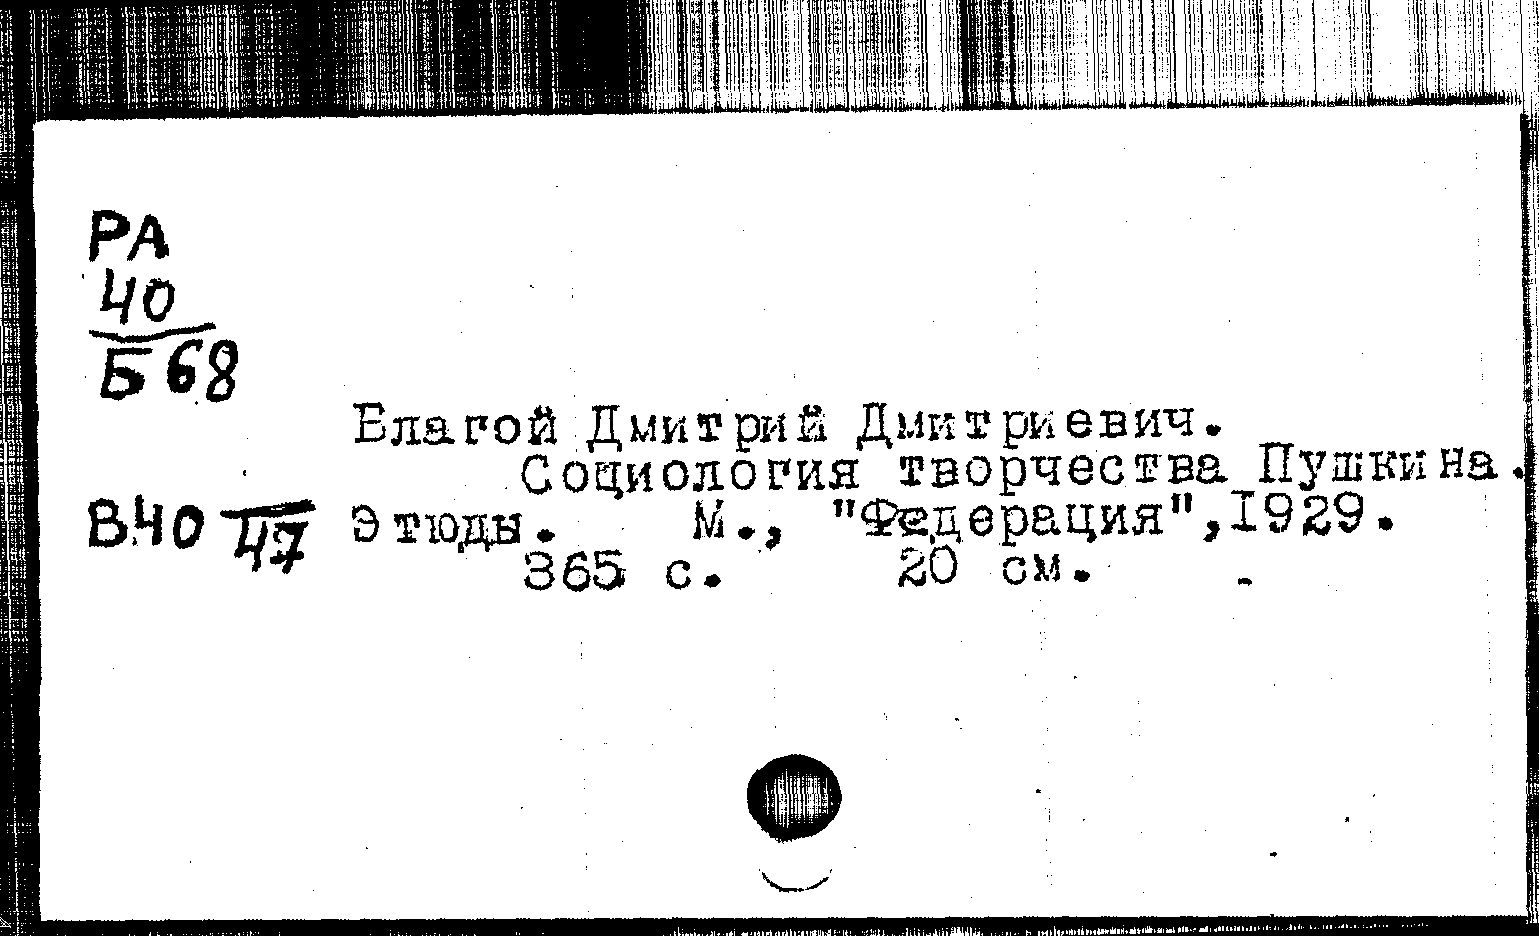 РА
40
Б68
Благой Дмитрий Дмитриевич.
Социология творчества Пушкина.
В40 47 Этюды. М., "Федерация",1929.
365 с. 20 см.